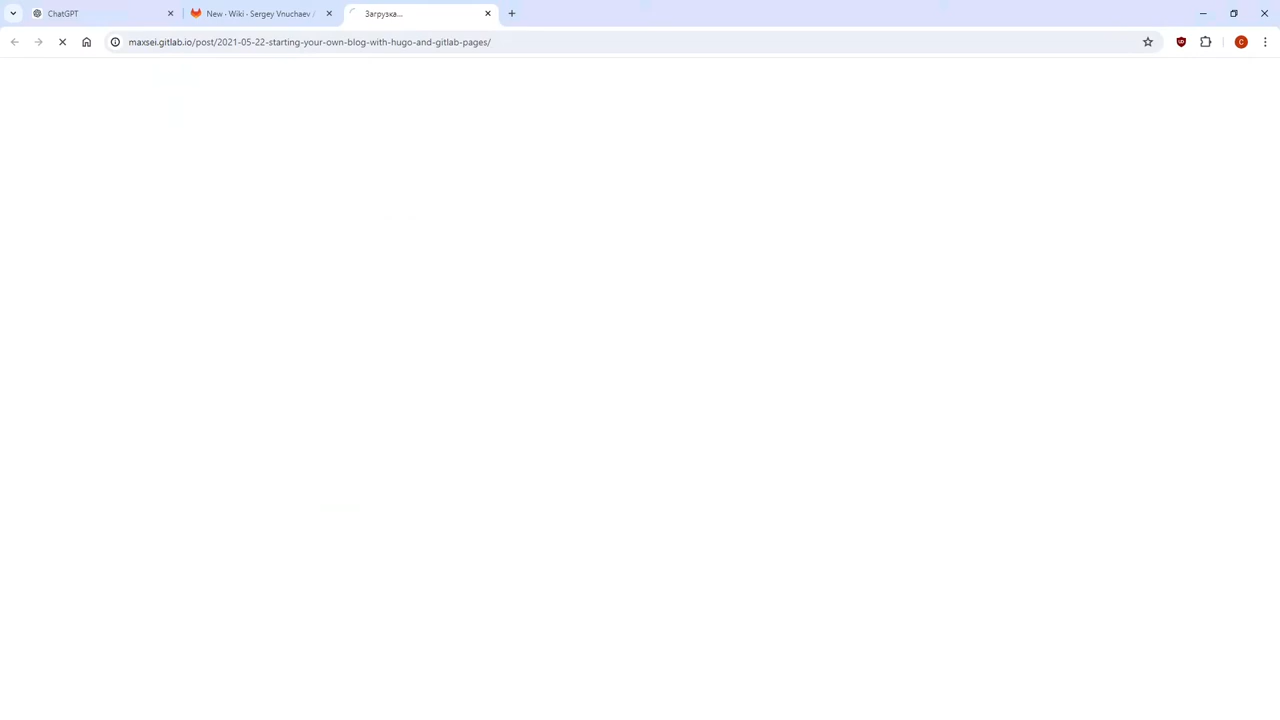 ChatGPT
New · Wiki · Sergey Vnuchaev /
Загрузка...
maxsei.gitlab.io/post/2021-05-22-starting-your-own-blog-with-hugo-and-gitlab-pages/
C